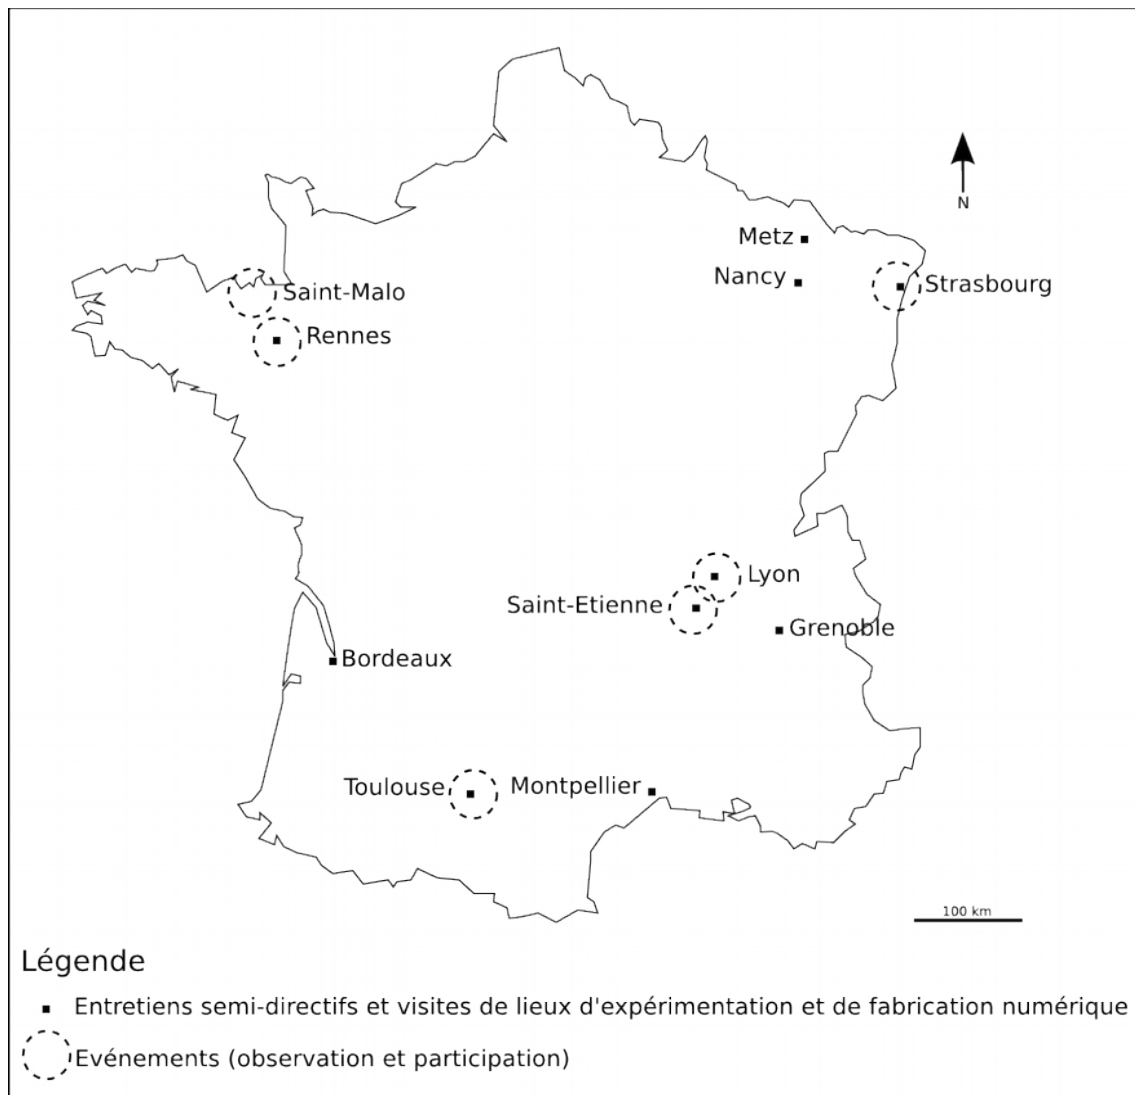 N
Metz
Nancy
Strasbourg
Saint-Malo
Rennes
Lyon
Saint-Etienne
Grenoble
Bordeaux
Toulouse
Montpellier
100 km
Légende
Entretiens semi-directifs et visites de lieux d'expérimentation et de fabrication numérique
Evénements (observation et participation)